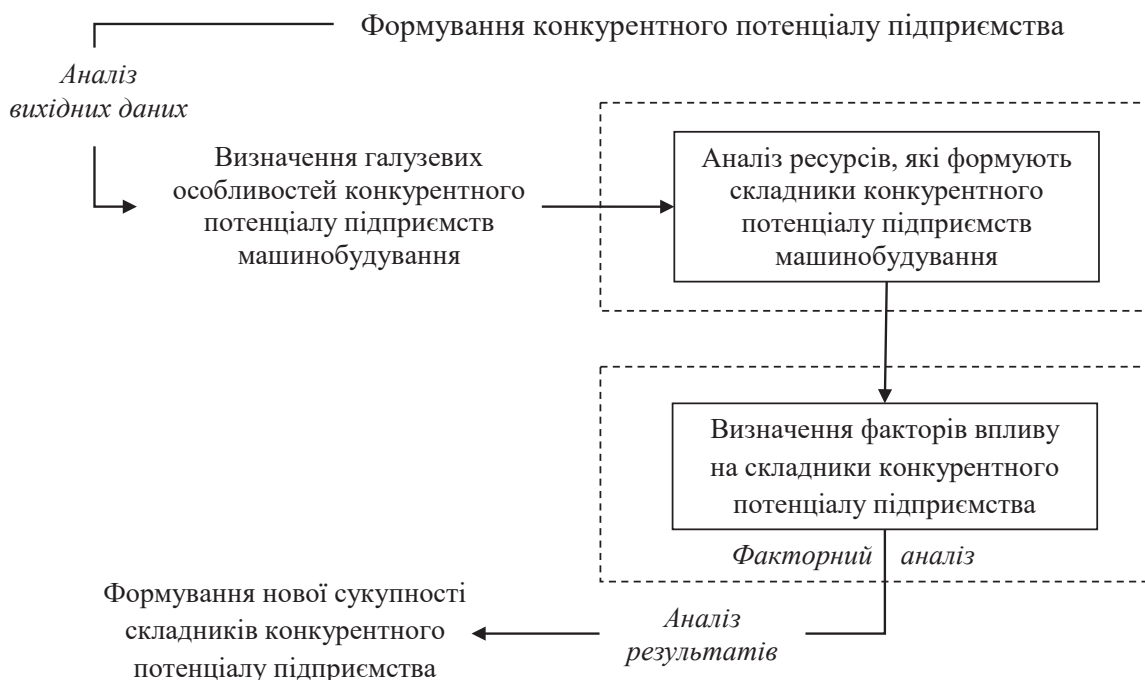 Формування конкурентного потенціалу підприємства
Аналіз
вихідних даних
Визначення галузевих
особливостей конкурентного
потенціалу підприємств
машинобудування
Аналіз ресурсів, які формують
складники конкурентного
потенціалу підприємств
машинобудування
Визначення факторів впливу
на складники конкурентного
потенціалу підприємства
Факторний аналіз
Аналіз
результатів
Формування нової сукупності
складників конкурентного
потенціалу підприємства